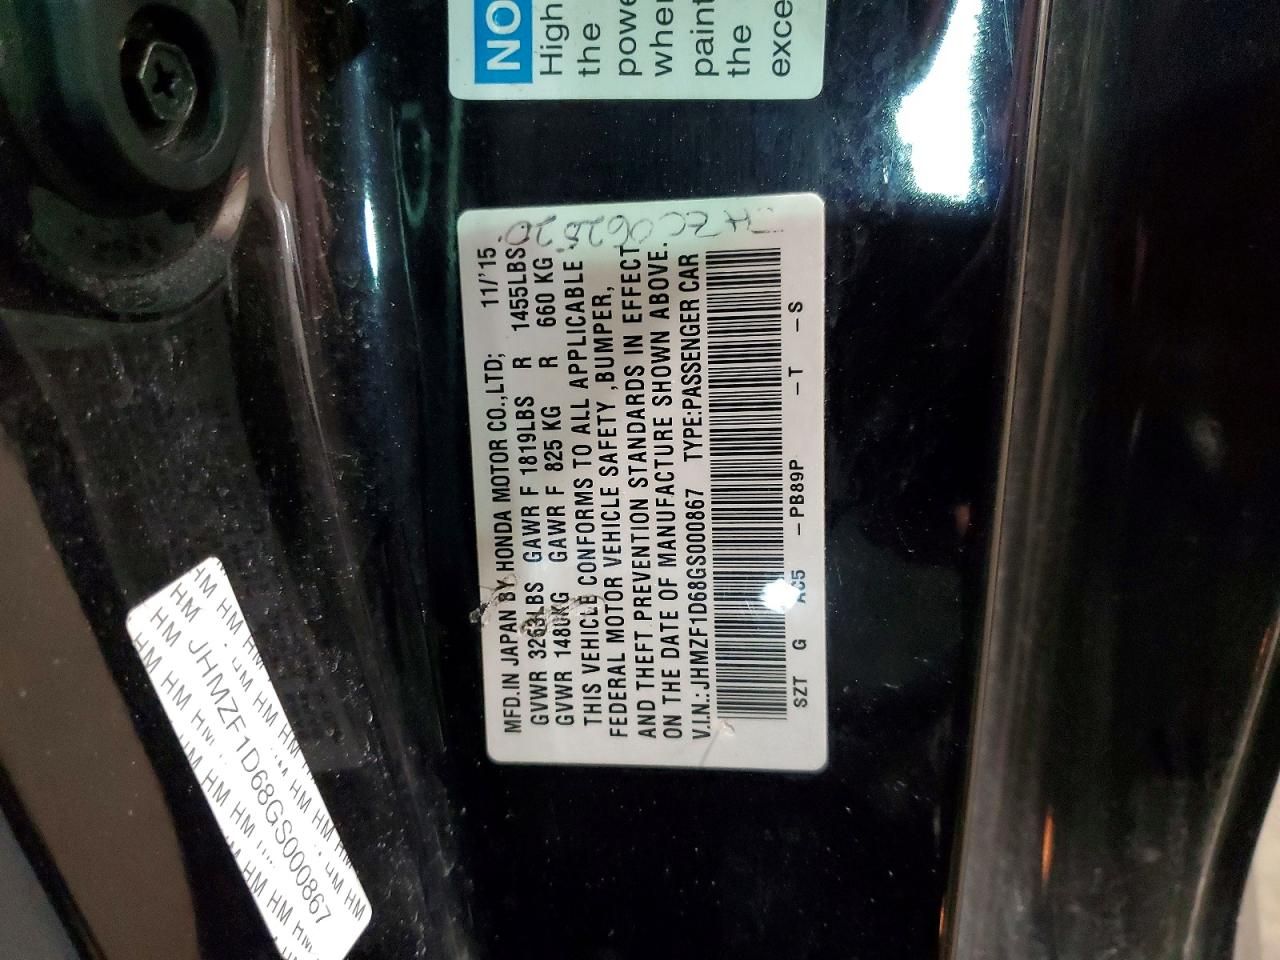 NO
High
the
powe
wher
paint
the
exce
MFD. IN JAPAN BY HONDA MOTOR CO.,LTD; 11/'15
GVWR 3263LBS GAWR F 1819LBS R 1455LBS
GVWR 1480KG GAWR F 825 KG R 660 KG
THIS VEHICLE CONFORMS TO ALL APPLICABLE
FEDERAL MOTOR VEHICLE SAFETY ,BUMPER,
AND THEFT PREVENTION STANDARDS IN EFFECT
ON THE DATE OF MANUFACTURE SHOWN ABOVE.
V.I.N.: JHMZF1D68GS000867 TYPE:PASSENGER CAR
SZT G A05 -PB89P -T -S
JHMZF1D68GS000867